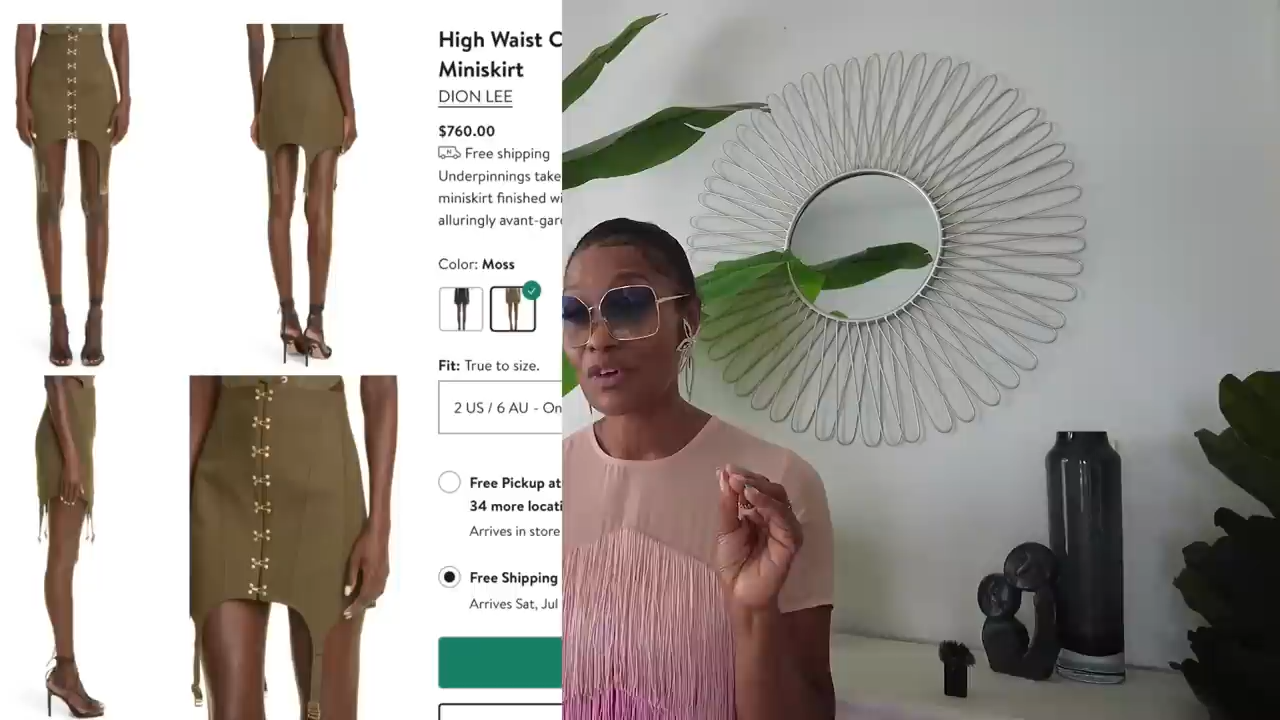 High Waist C
Miniskirt
DION LEE
$760.00
Free shipping
Underpinnings take
miniskirt finished wi
alluringly avant-gar
Color: Moss
Fit: True to size.
2 US / 6 AU - On
Free Pickup at
34 more locati
Arrives in store
Free Shipping
Arrives Sat, Jul